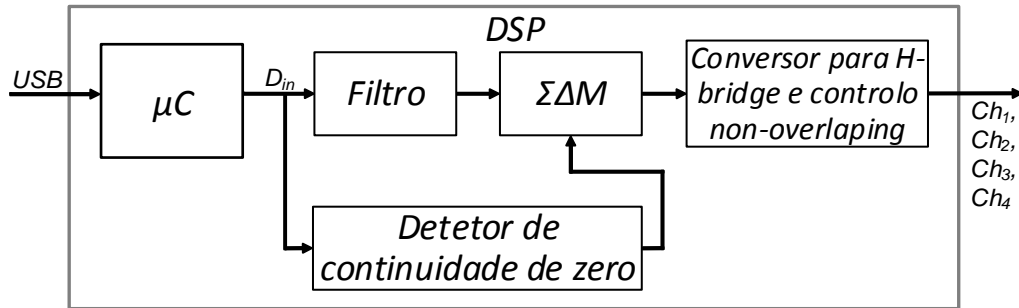 DSP
USB
μC
D_in
Filtro
ΣΔM
Conversor para H-
bridge e controlo
non-overlaping
Ch₁,
Ch₂,
Ch₃,
Ch₄
Detetor de
continuidade de zero